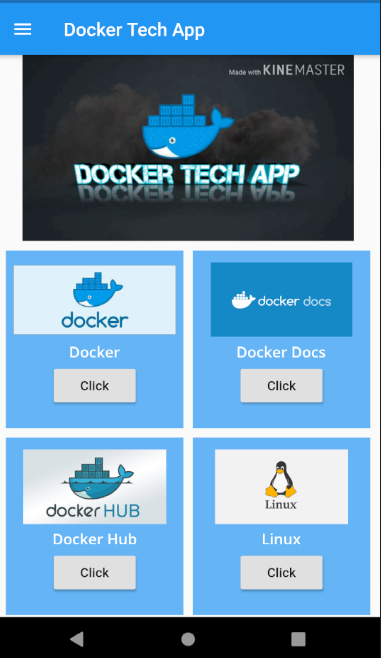 Docker Tech App
Made with KINEMASTER
DOCKER TECH APP
docker
docker docs
Docker
Docker Docs
Click
Click
docker HUB
Linux
Docker Hub
Linux
Click
Click